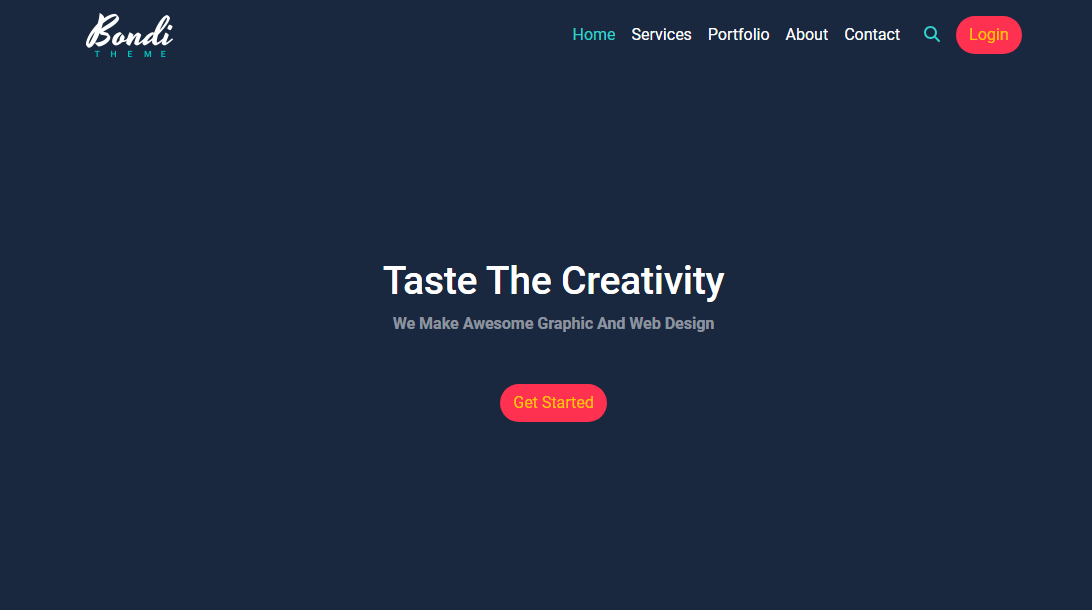 Bondi
THEME
Home Services Portfolio About Contact Login
Taste The Creativity
We Make Awesome Graphic And Web Design
Get Started